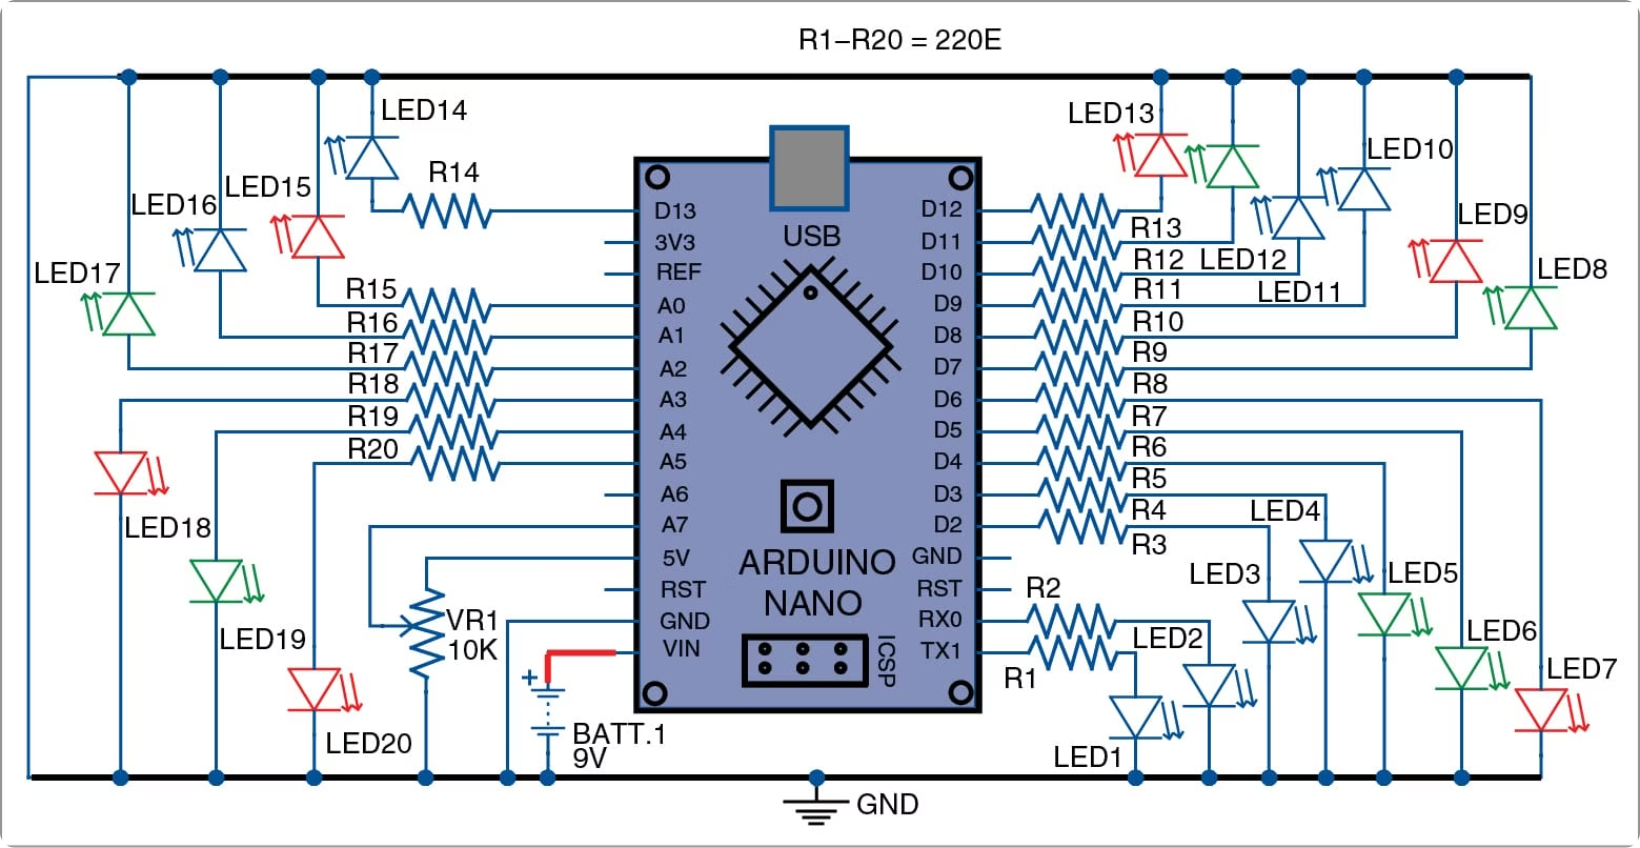 R1–R20 = 220E
LED14
LED13
LED10
R14
LED15
LED16
LED9
D13
D12
USB
R13
3V3
D11
LED17
REF
D10
R12
LED12
LED8
R15
A0
D9
R11
LED11
R16
A1
D8
R10
R17
A2
D7
R9
R18
A3
D6
R8
R19
A4
D5
R7
R20
A5
D4
R6
A6
D3
R5
LED18
A7
D2
R4
LED4
R3
5V
ARDUINO
GND
LED3
LED5
RST
NANO
RST
R2
VR1
10K
GND
RX0
LED19
LED2
LED6
VIN
ICSP
TX1
R1
LED7
+
LED20
BATT.1
9V
LED1
GND